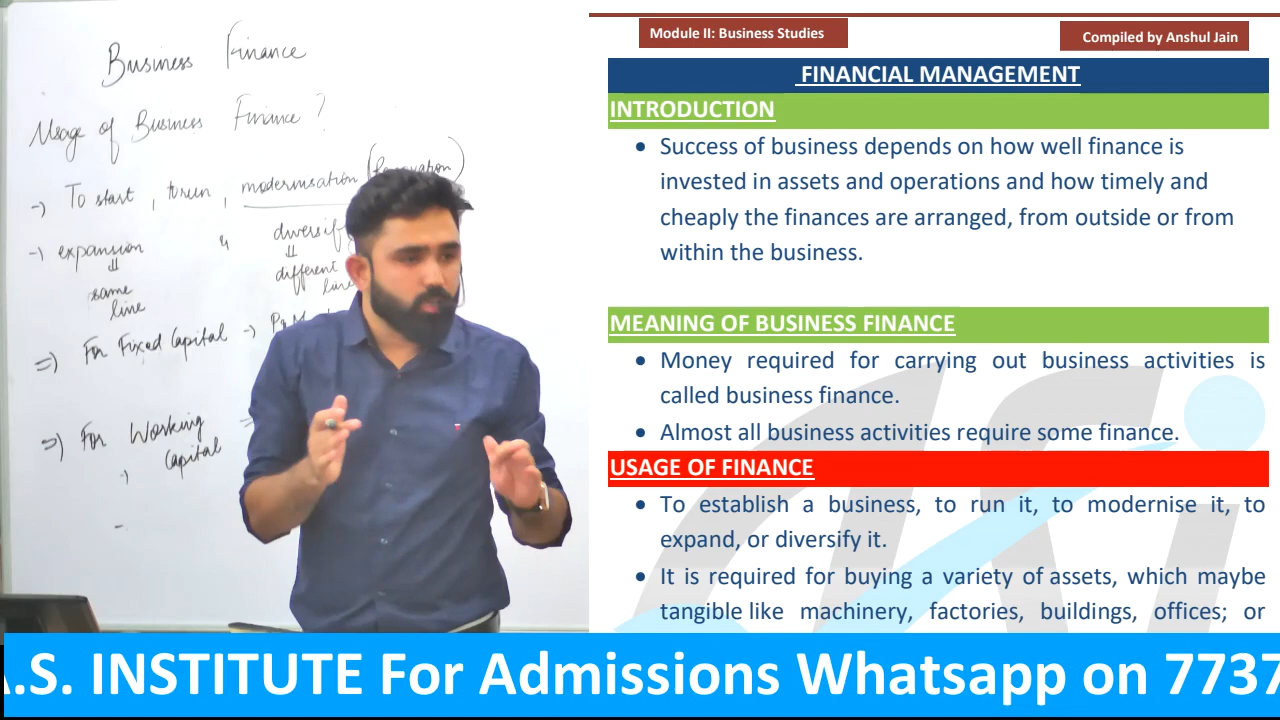 Business Finance
Usage of Business Finance?
-) To start, to run, modernisation (
-) expansion
same
line
different
line
=) For Fixed Capital -)
=) For Working
Capital
Module II: Business Studies
Compiled by Anshul Jain
FINANCIAL MANAGEMENT
INTRODUCTION
• Success of business depends on how well finance is
invested in assets and operations and how timely and
cheaply the finances are arranged, from outside or from
within the business.
MEANING OF BUSINESS FINANCE
• Money required for carrying out business activities is
called business finance.
• Almost all business activities require some finance.
USAGE OF FINANCE
• To establish a business, to run it, to modernise it, to
expand, or diversify it.
• It is required for buying a variety of assets, which maybe
tangible like machinery, factories, buildings, offices; or
.S. INSTITUTE For Admissions Whatsapp on 7737